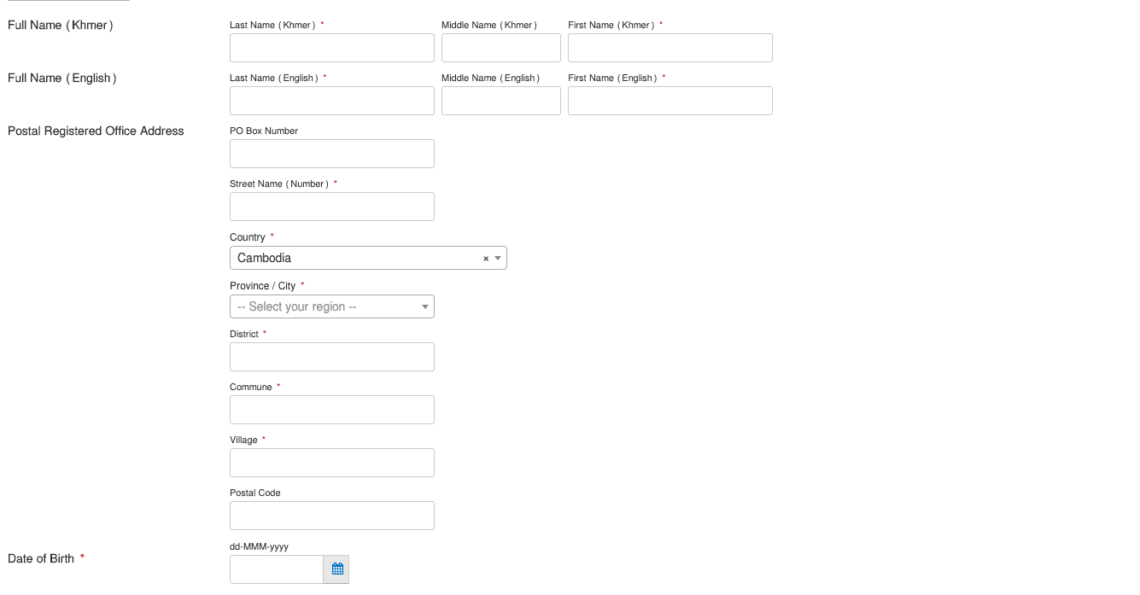 Full Name (Khmer)
Last Name (Khmer) * Middle Name (Khmer) First Name (Khmer) *
Full Name (English)
Last Name (English) * Middle Name (English) First Name (English) *
Postal Registered Office Address
PO Box Number
Street Name (Number) *
Country *
Cambodia ×
Province / City *
-- Select your region --
District *
Commune *
Village *
Postal Code
dd-MMM-yyyy
Date of Birth *